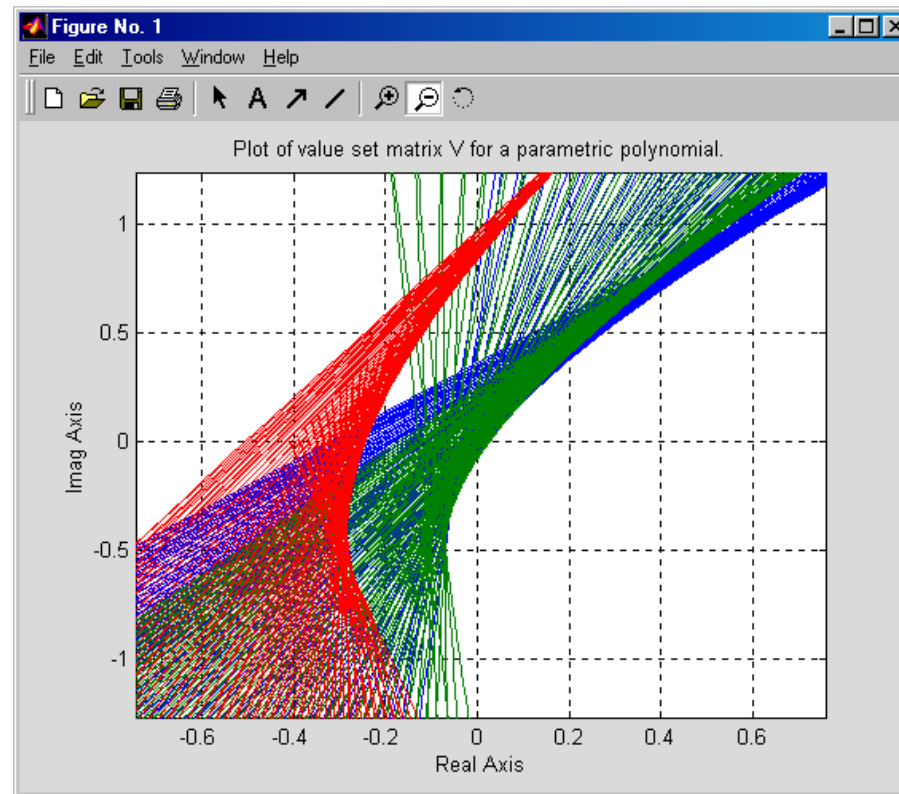 Figure No. 1
File Edit Tools Window Help
A
Plot of value set matrix V for a parametric polynomial.
1
0.5
0
-0.5
-1
Imag Axis
-0.6 -0.4 -0.2 0 0.2 0.4 0.6
Real Axis